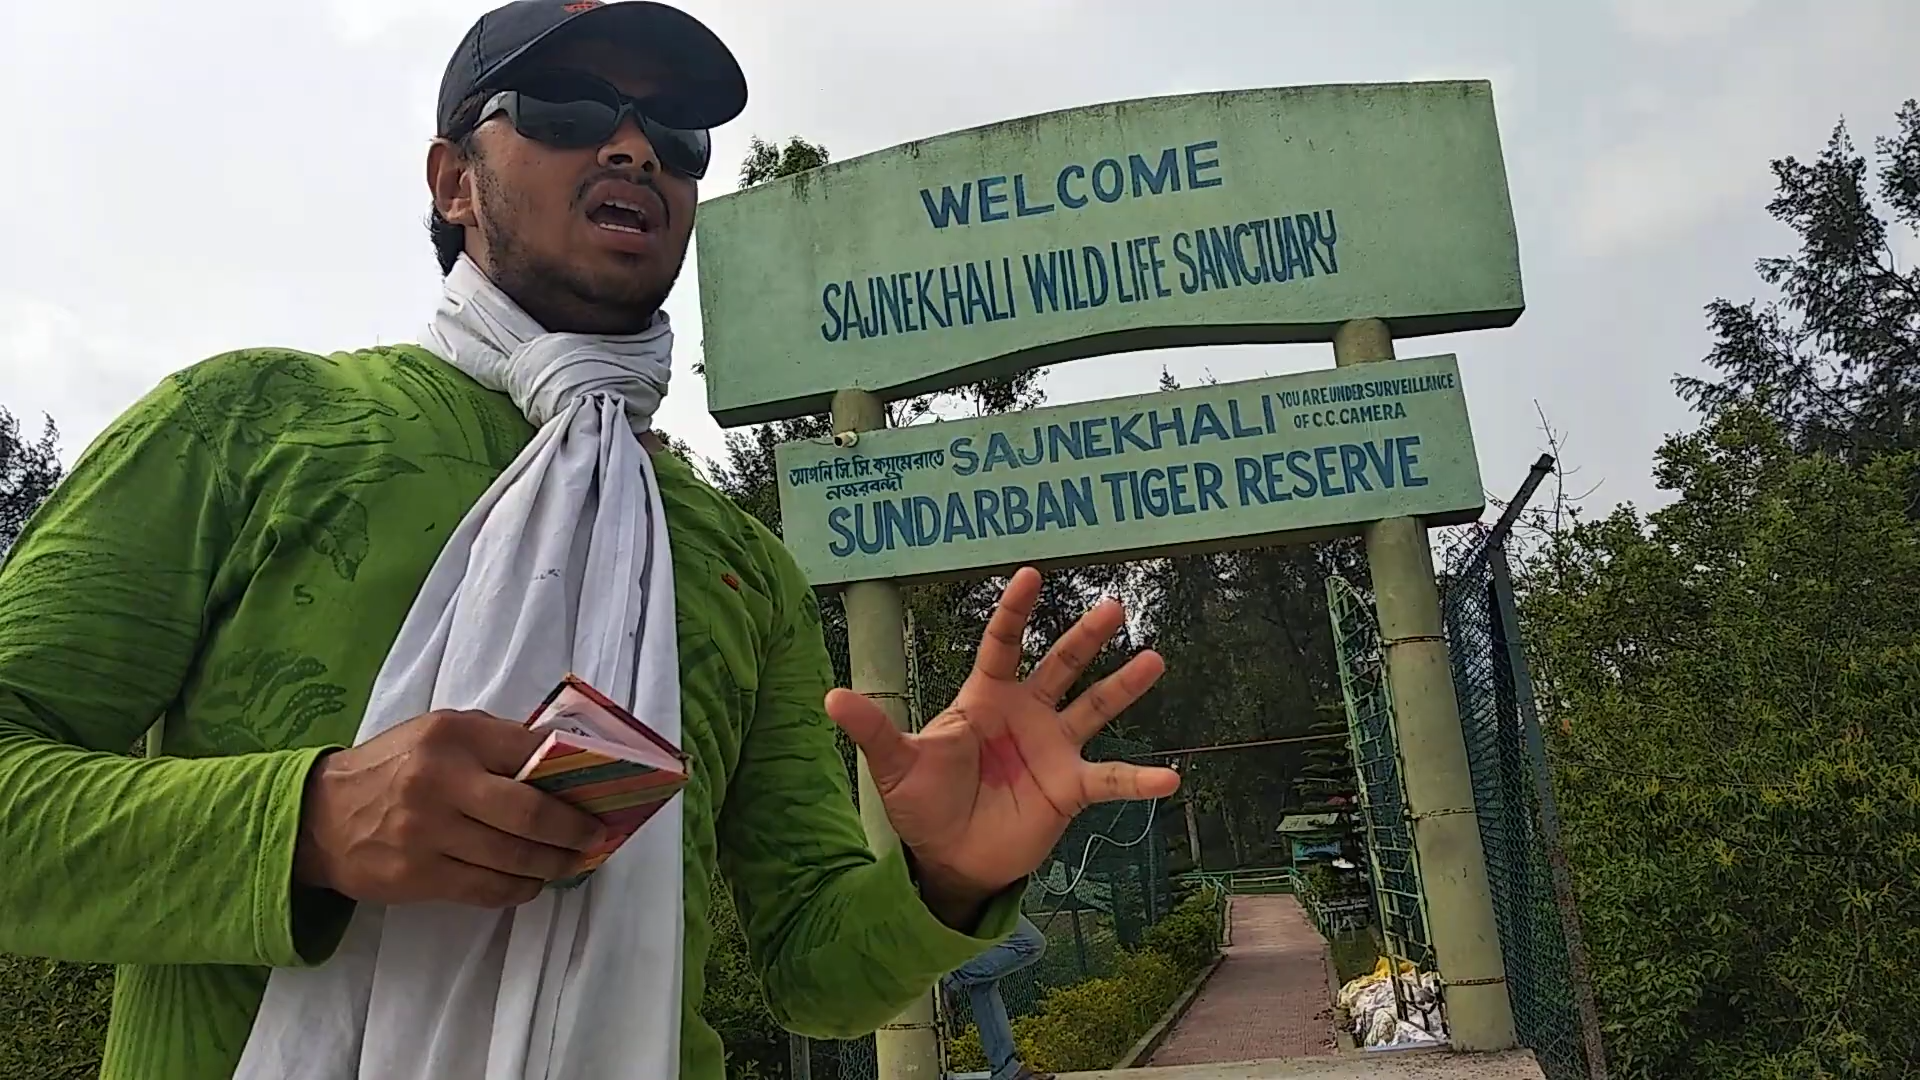 WELCOME
SAJNEKHALI WILD LIFE SANCTUARY
আপনি সি.সি. ক্যামেরাতে
নজরবন্দী
SAJNEKHALI
YOU ARE UNDER SURVEILLANCE
OF C.C.CAMERA
SUNDARBAN TIGER RESERVE